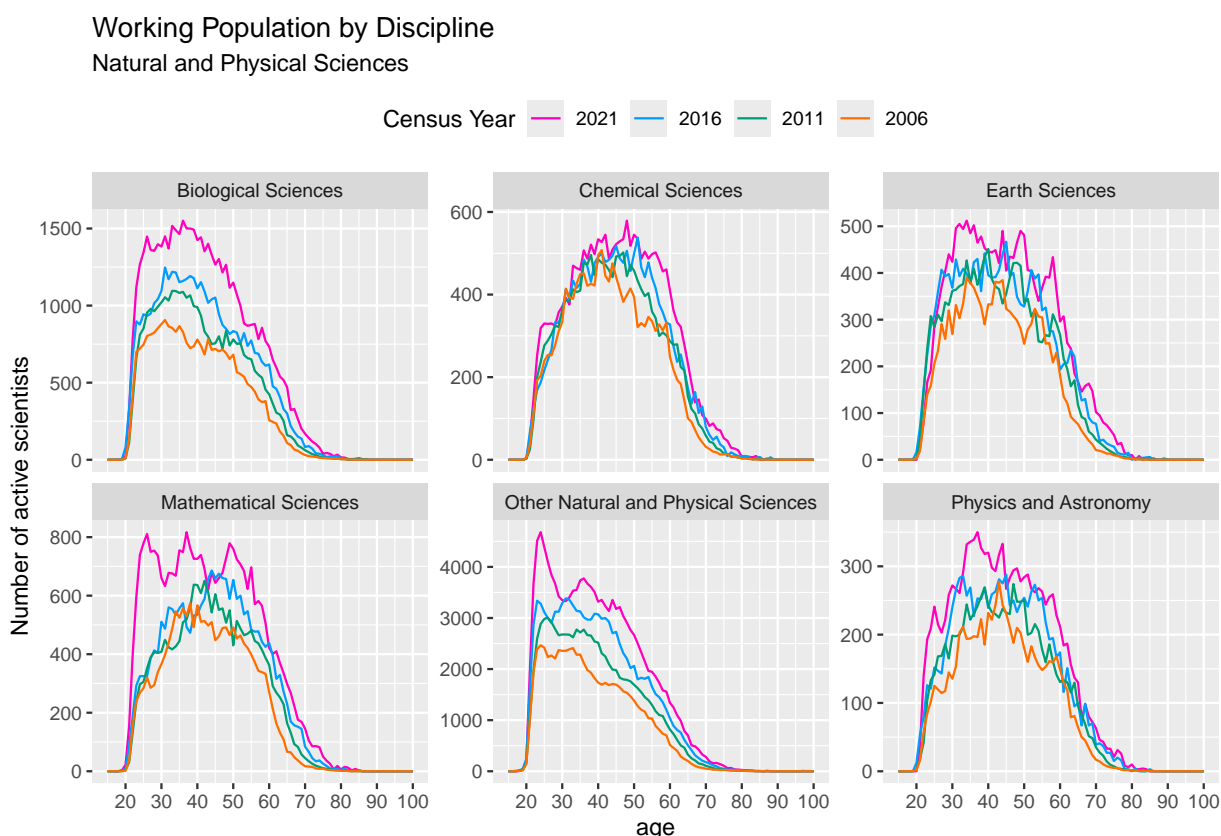 Working Population by Discipline
Natural and Physical Sciences
Census Year 2021 2016 2011 2006
Number of active scientists
Biological Sciences
1500
1000
500
0
Chemical Sciences
600
400
200
0
Earth Sciences
500
400
300
200
100
0
Mathematical Sciences
800
600
400
200
0
20 30 40 50 60 70 80 90 100
Other Natural and Physical Sciences
4000
3000
2000
1000
0
20 30 40 50 60 70 80 90 100
Physics and Astronomy
300
200
100
0
20 30 40 50 60 70 80 90 100
age